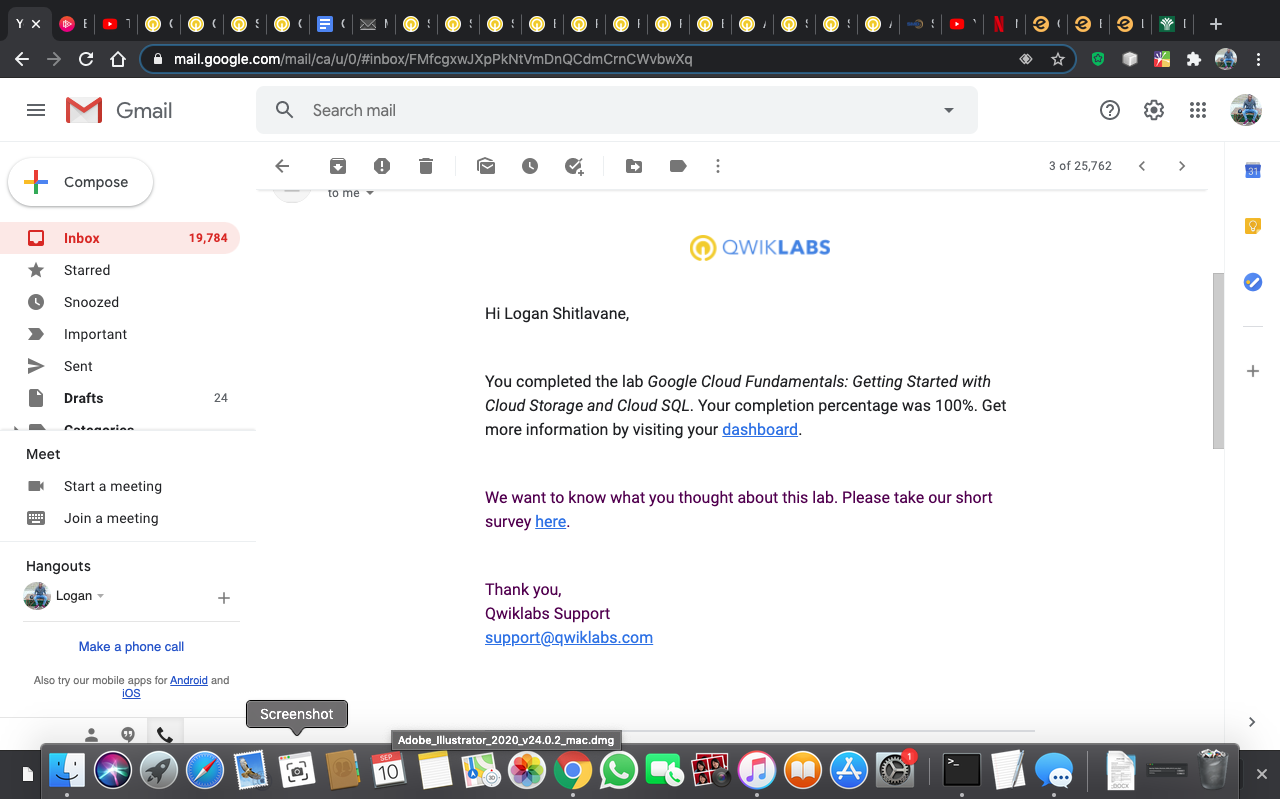 Y
mail.google.com/mail/ca/u/0/#inbox/FMfcgxwJXpPkNtVmDnQCdmCrnCWvbwXq
Gmail
Search mail
Compose
3 of 25,762
31
to me
Inbox 19,784
Starred
Snoozed
Important
Sent
Drafts 24
Categories
QWIKLABS
Hi Logan Shitlavane,
You completed the lab Google Cloud Fundamentals: Getting Started with
Cloud Storage and Cloud SQL. Your completion percentage was 100%. Get
more information by visiting your dashboard.
We want to know what you thought about this lab. Please take our short
survey here.
Thank you,
Qwiklabs Support
support@qwiklabs.com
Meet
Start a meeting
Join a meeting
Hangouts
Logan
Make a phone call
Also try our mobile apps for Android and
iOS
Screenshot
Adobe_Illustrator_2020_v24.0.2_mac.dmg
SEP
10
1